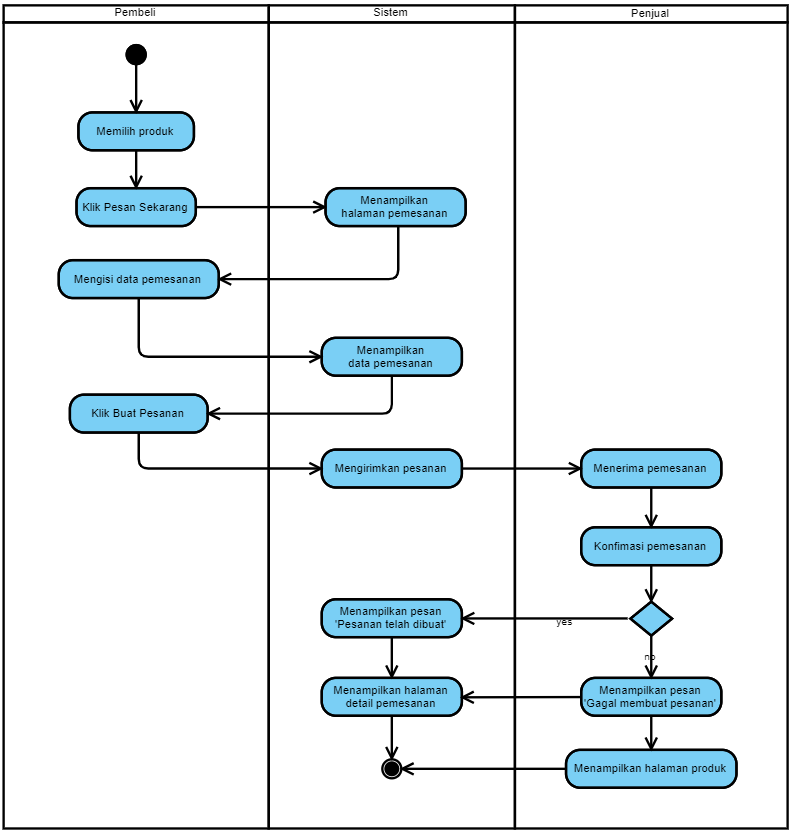 Pembeli
Sistem
Penjual
Memilih produk
Klik Pesan Sekarang
Menampilkan
halaman pemesanan
Mengisi data pemesanan
Menampilkan
data pemesanan
Klik Buat Pesanan
Mengirimkan pesanan
Menerima pemesanan
Konfimasi pemesanan
Menampilkan pesan
'Pesanan telah dibuat'
yes
no
Menampilkan halaman
detail pemesanan
Menampilkan pesan
'Gagal membuat pesanan'
Menampilkan halaman produk